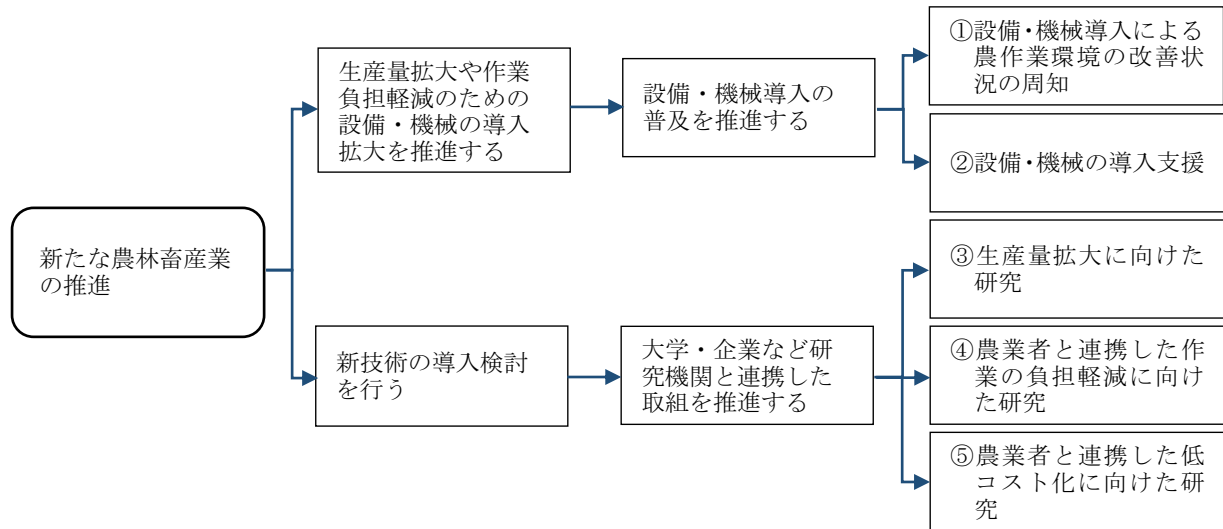 新たな農林畜産業
の推進
生産量拡大や作業
負担軽減のための
設備・機械の導入
拡大を推進する
設備・機械導入の
普及を推進する
①設備・機械導入による
農作業環境の改善状
況の周知
②設備・機械の導入支援
新技術の導入検討
を行う
大学・企業など研
究機関と連携した
取組を推進する
③生産量拡大に向けた
研究
④農業者と連携した作
業の負担軽減に向け
た研究
⑤農業者と連携した低
コスト化に向けた研
究